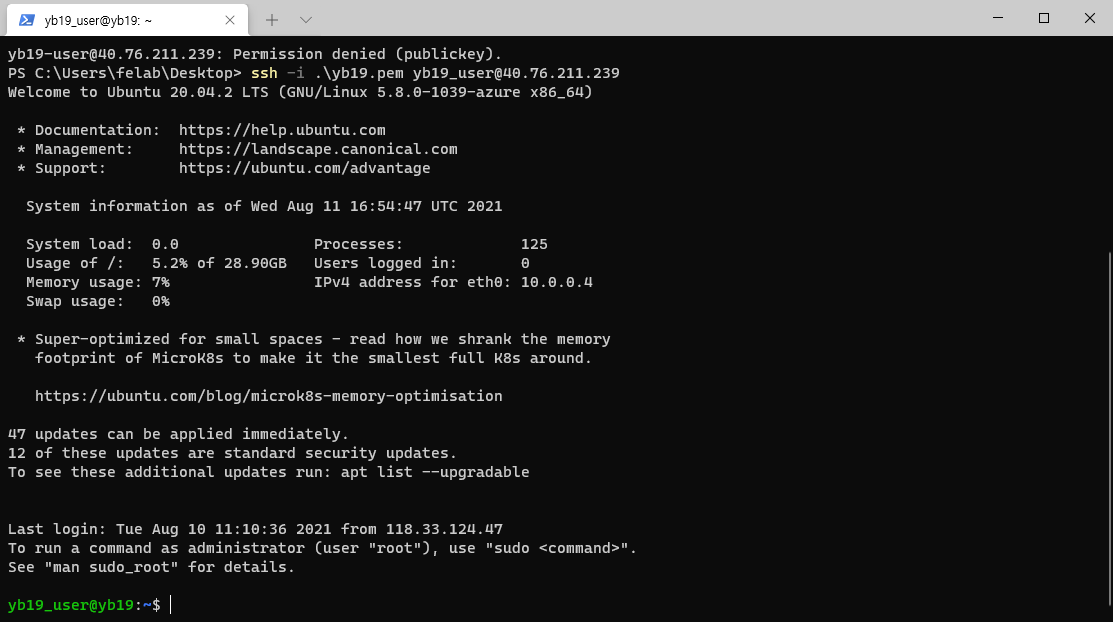 yb19_user@yb19: ~
yb19-user@40.76.211.239: Permission denied (publickey).
PS C:\Users\felab\Desktop> ssh -i .\yb19.pem yb19_user@40.76.211.239
Welcome to Ubuntu 20.04.2 LTS (GNU/Linux 5.8.0-1039-azure x86_64)
* Documentation:  https://help.ubuntu.com
* Management:     https://landscape.canonical.com
* Support:        https://ubuntu.com/advantage
System information as of Wed Aug 11 16:54:47 UTC 2021
System load:  0.0               Processes:             125
Usage of /:   5.2% of 28.90GB   Users logged in:       0
Memory usage: 7%                IPv4 address for eth0: 10.0.0.4
Swap usage:   0%
* Super-optimized for small spaces - read how we shrank the memory
footprint of MicroK8s to make it the smallest full K8s around.
https://ubuntu.com/blog/microk8s-memory-optimisation
47 updates can be applied immediately.
12 of these updates are standard security updates.
To see these additional updates run: apt list --upgradable
Last login: Tue Aug 10 11:10:36 2021 from 118.33.124.47
To run a command as administrator (user "root"), use "sudo <command>".
See "man sudo_root" for details.
yb19_user@yb19:~$